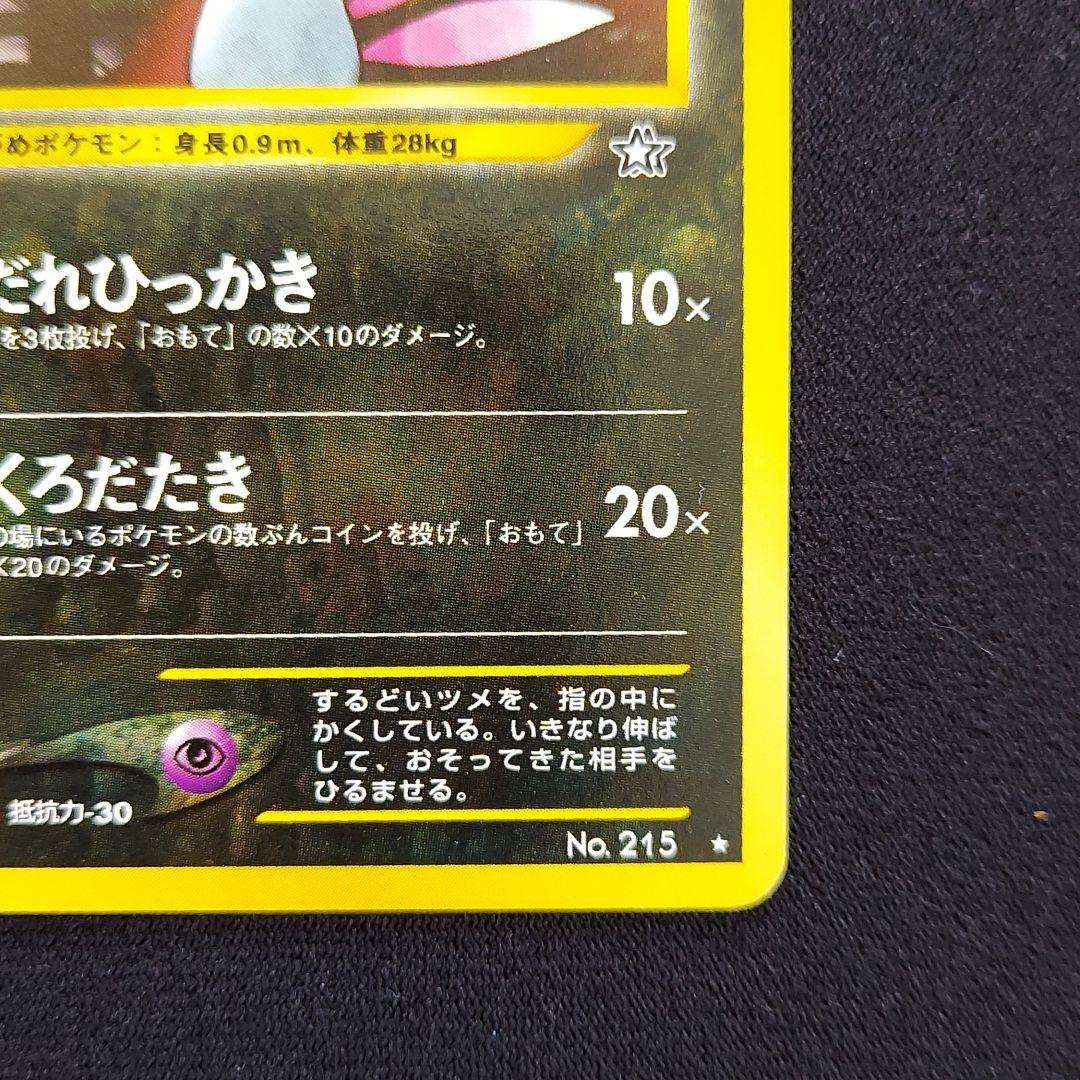 めポケモン：身長0.9m、体重28kg
だれひっかき 10×
を3枚投げ、「おもて」の数×10のダメージ。
くろだたき 20×
の場にいるポケモンの数ぶんコインを投げ、「おもて」
×20のダメージ。
するどいツメを、指の中に
かくしている。いきなり伸ば
して、おそってきた相手を
ひるませる。
抵抗力-30
No. 215 ★